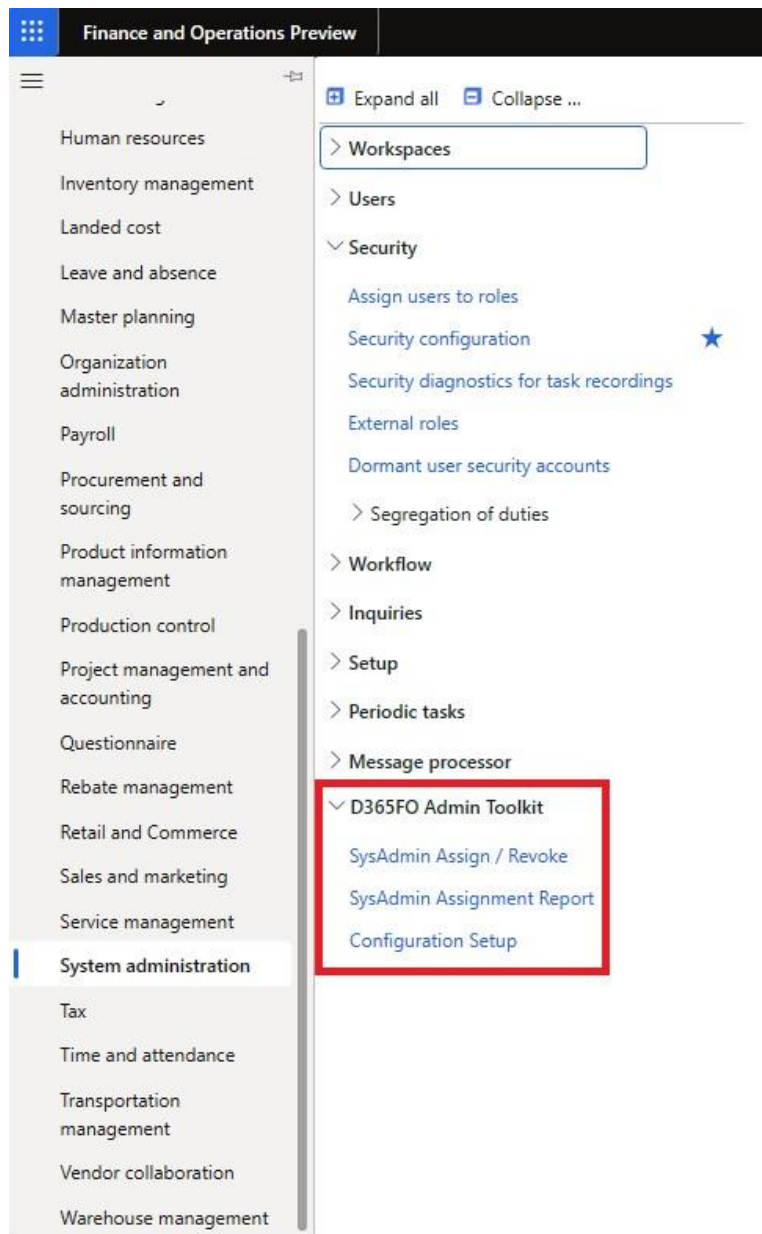 Finance and Operations Preview
Expand all
Collapse ...
Human resources
Inventory management
Landed cost
Leave and absence
Master planning
Organization
administration
Payroll
Procurement and
sourcing
Product information
management
Production control
Project management and
accounting
Questionnaire
Rebate management
Retail and Commerce
Sales and marketing
Service management
System administration
Tax
Time and attendance
Transportation
management
Vendor collaboration
Warehouse management
Workspaces
Users
Security
Assign users to roles
Security configuration
Security diagnostics for task recordings
External roles
Dormant user security accounts
Segregation of duties
Workflow
Inquiries
Setup
Periodic tasks
Message processor
D365FO Admin Toolkit
SysAdmin Assign / Revoke
SysAdmin Assignment Report
Configuration Setup